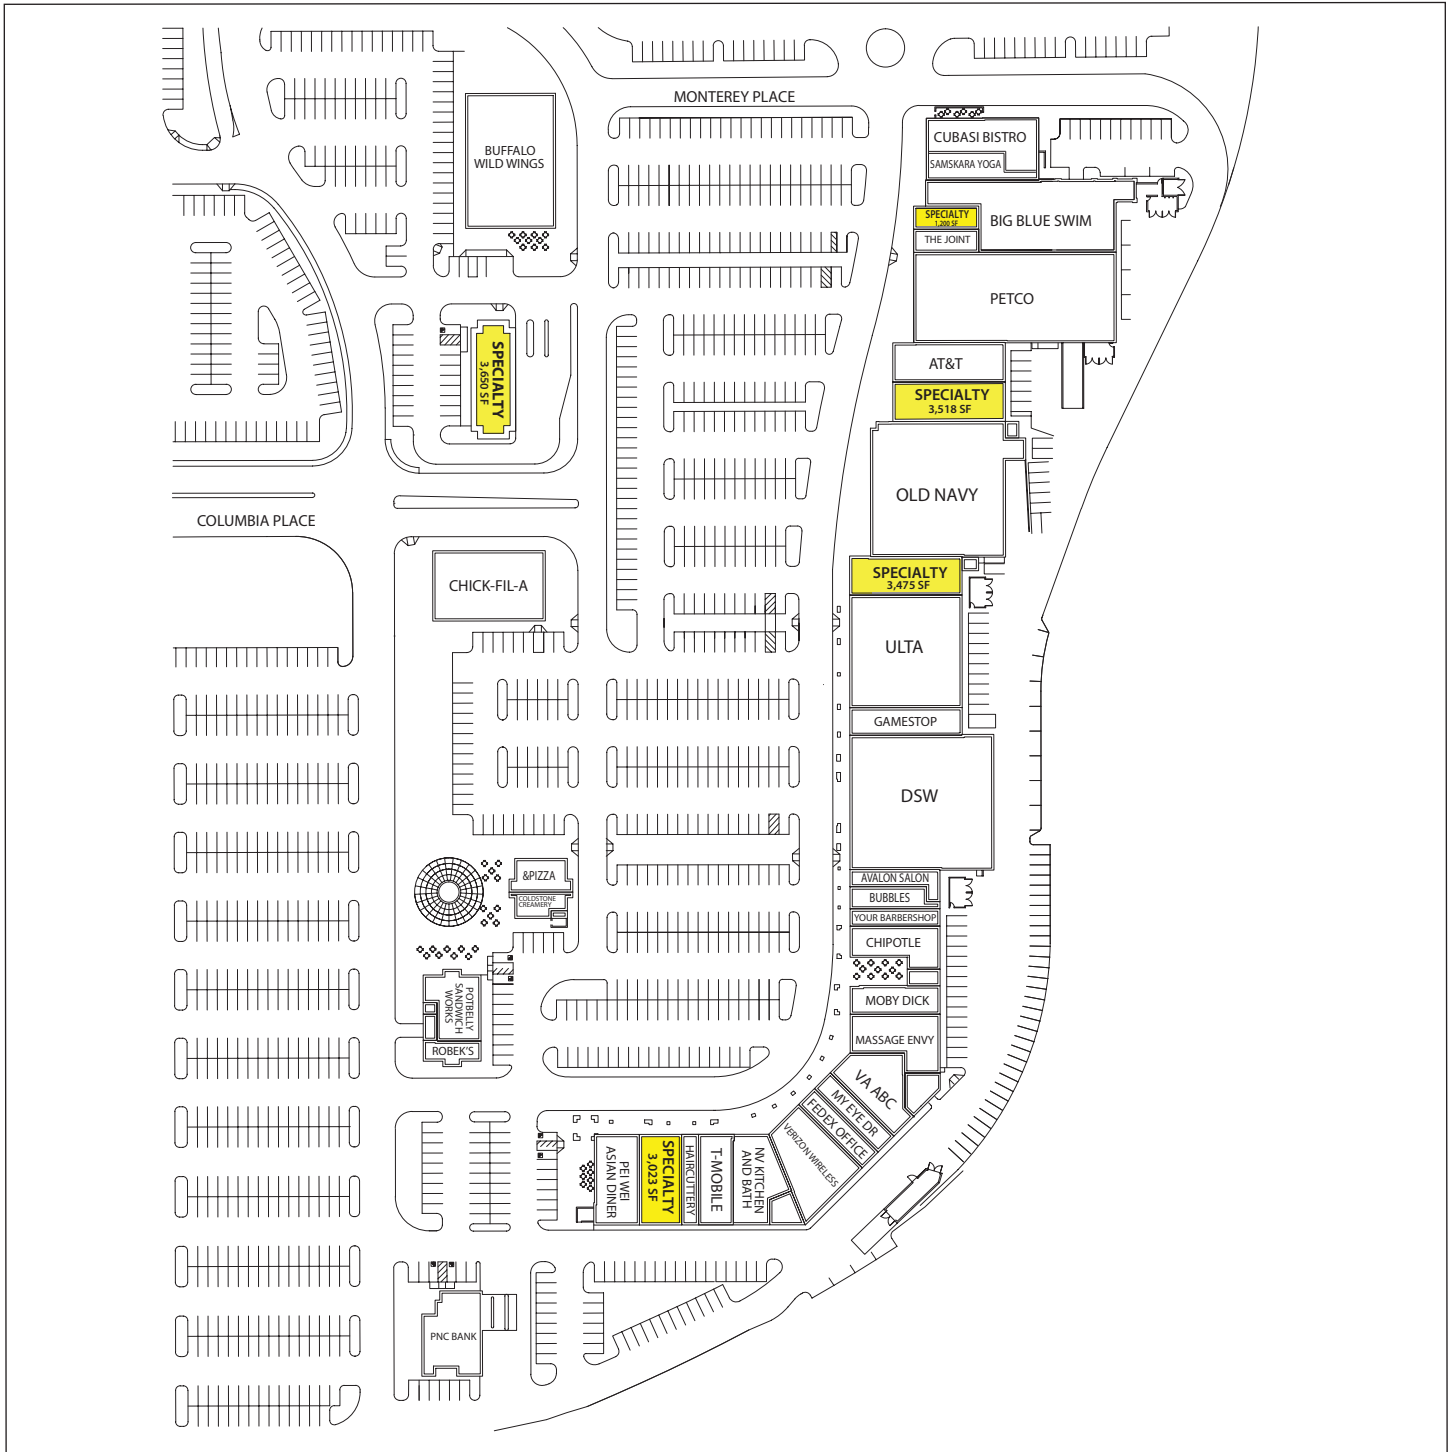 MONTEREY PLACE
BUFFALO
WILD WINGS
CUBASI BISTRO
SAMSKARA YOGA
SPECIALTY
1,200 SF
BIG BLUE SWIM
THE JOINT
PETCO
AT&T
SPECIALTY
3,650 SF
SPECIALTY
3,518 SF
OLD NAVY
COLUMBIA PLACE
CHICK-FIL-A
SPECIALTY
3,475 SF
ULTA
GAMESTOP
DSW
&PIZZA
COLDSTONE
CREAMERY
AVALON SALON
BUBBLES
YOUR BARBERSHOP
CHIPOTLE
POTBELLY
SANDWICH
WORKS
ROBEK'S
MOBY DICK
MASSAGE ENVY
VA ABC
MY EYE DR
FEDEX OFFICE
VERIZON WIRELESS
PEI WEI
ASIAN DINER
SPECIALTY
3,023 SF
HAIRCUTTERY
T-MOBILE
NV KITCHEN
AND BATH
PNC BANK